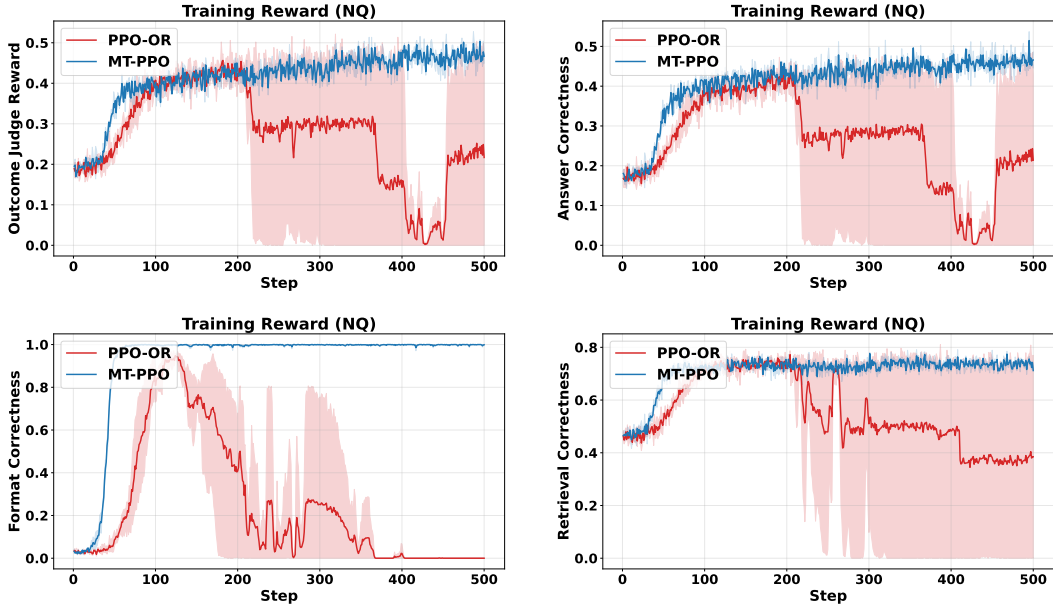 Training Reward (NQ)
Outcome Judge Reward
0.5
0.4
0.3
0.2
0.1
0.0
PPO-OR
MT-PPO
0 100 200 300 400 500
Step
Training Reward (NQ)
Answer Correctness
0.5
0.4
0.3
0.2
0.1
0.0
PPO-OR
MT-PPO
0 100 200 300 400 500
Step
Training Reward (NQ)
Format Correctness
1.0
0.8
0.6
0.4
0.2
0.0
PPO-OR
MT-PPO
0 100 200 300 400 500
Step
Training Reward (NQ)
Retrieval Correctness
0.8
0.6
0.4
0.2
0.0
PPO-OR
MT-PPO
0 100 200 300 400 500
Step